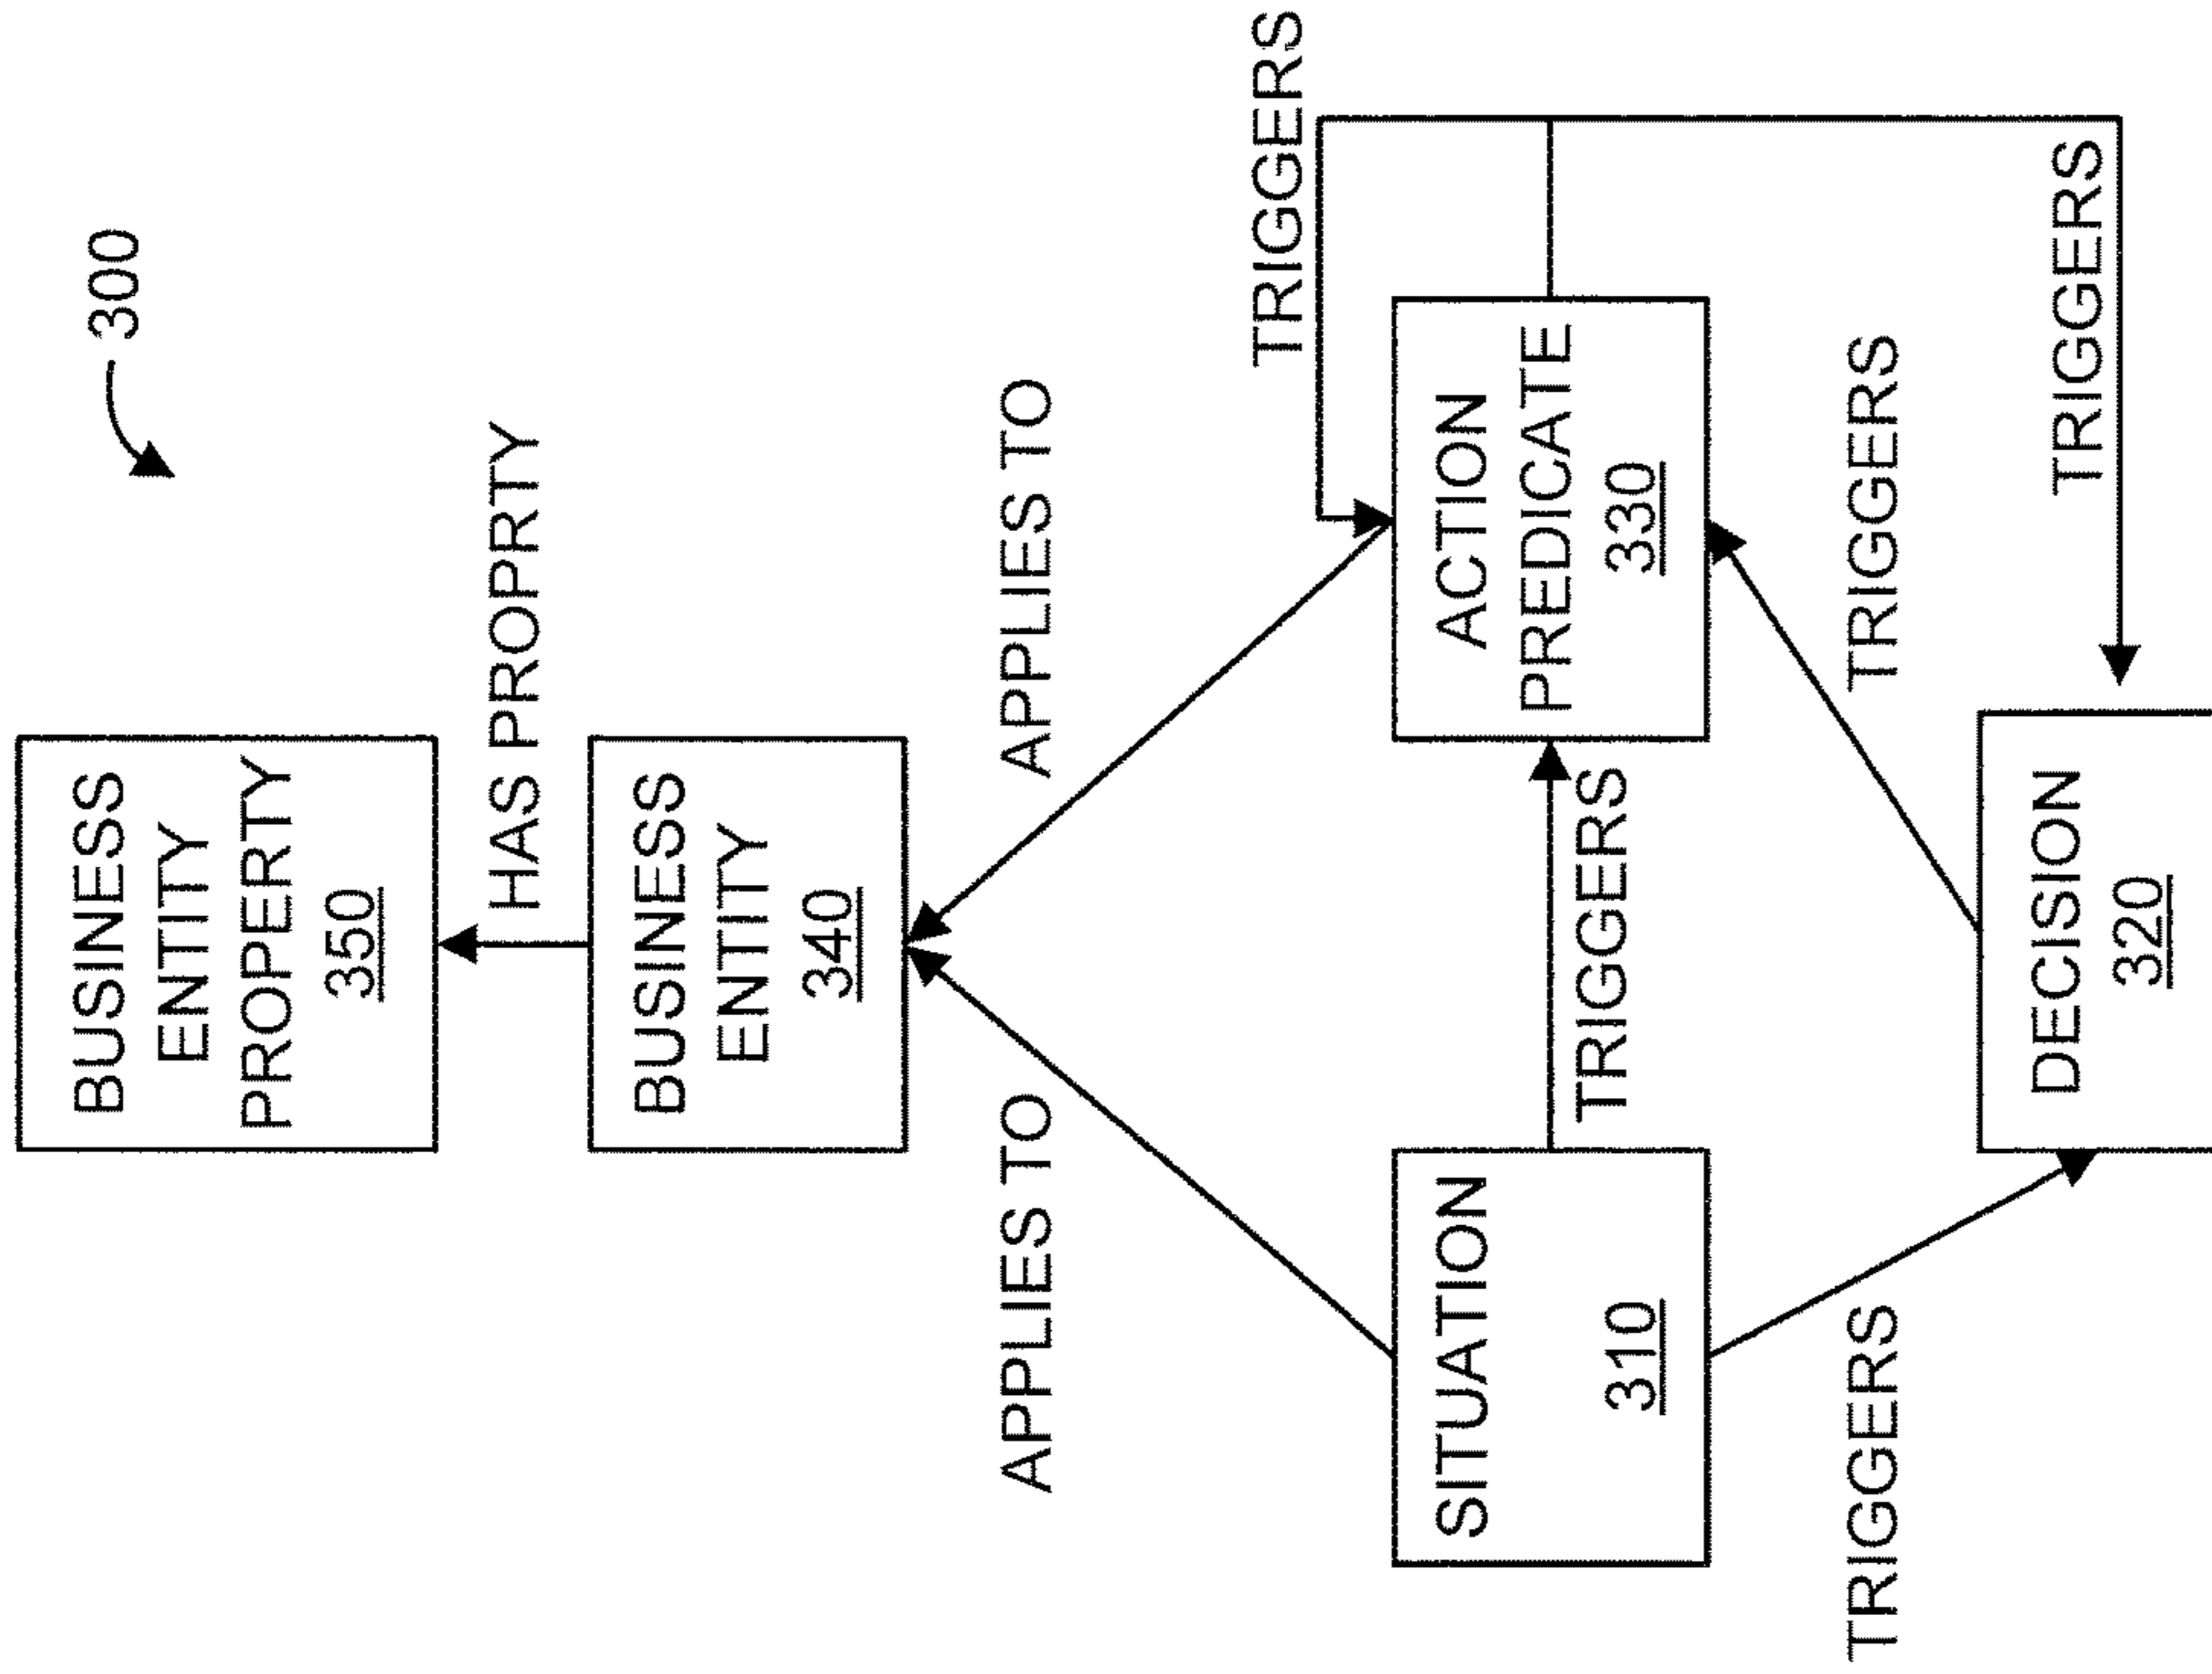 300
BUSINESS
ENTITY
PROPERTY
350
HAS PROPERTY
BUSINESS
ENTITY
340
APPLIES TO
APPLIES TO
TRIGGERS
SITUATION
310
TRIGGERS
ACTION
PREDICATE
330
TRIGGERS
TRIGGERS
TRIGGERS
DECISION
320